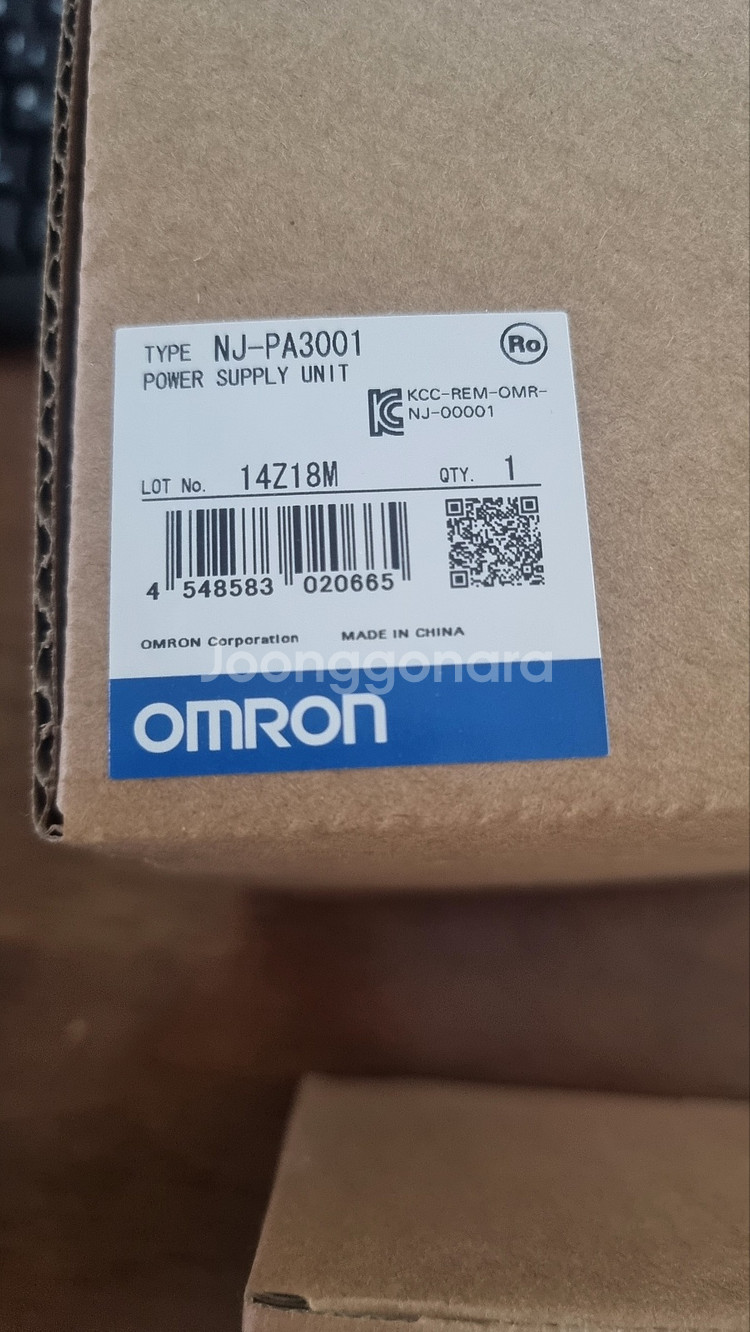 TYPE NJ-PA3001
Ro
POWER SUPPLY UNIT
KCC-REM-OMR-
NJ-00001
LOT No. 14Z18M QTY. 1
4 548583 020665
OMRON Corporation MADE IN CHINA
Joonggonara
OMRON